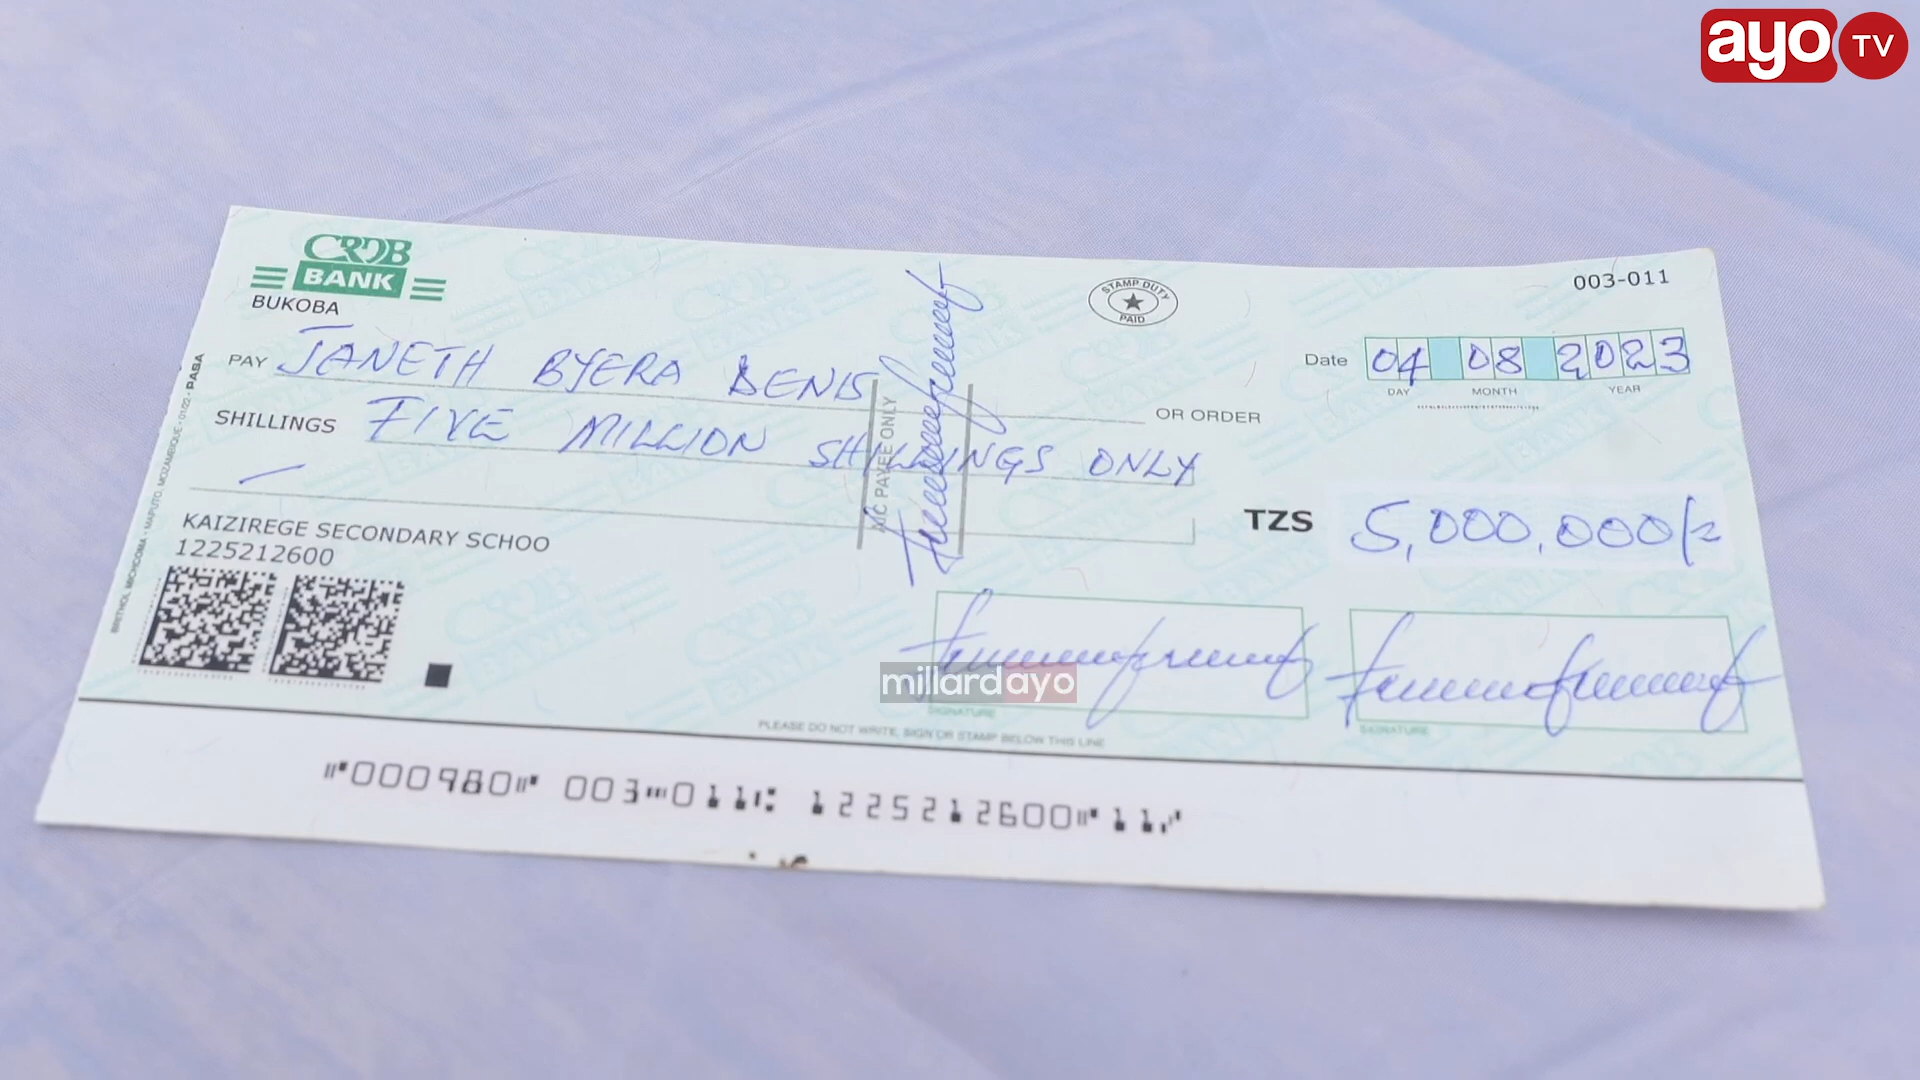 ayo TV
CRDB
BANK
BUKOBA
STAMP DUTY
PAID
003-011
PAY JANETH BYERA BENIS
OR ORDER
Date 04 08 2023
DAY MONTH YEAR
SHILLINGS FIVE MILLION SHILLINGS ONLY
A/C PAYEE ONLY
TZS 5,000,000/=
KAIZIREGE SECONDARY SCHOO
1225212600
millardayo
SIGNATURE
SIGNATURE
PLEASE DO NOT WRITE, SIGN OR STAMP BELOW THIS LINE
⑈000980⑈ 003⑉011⑆ 1225212600⑈11⑇